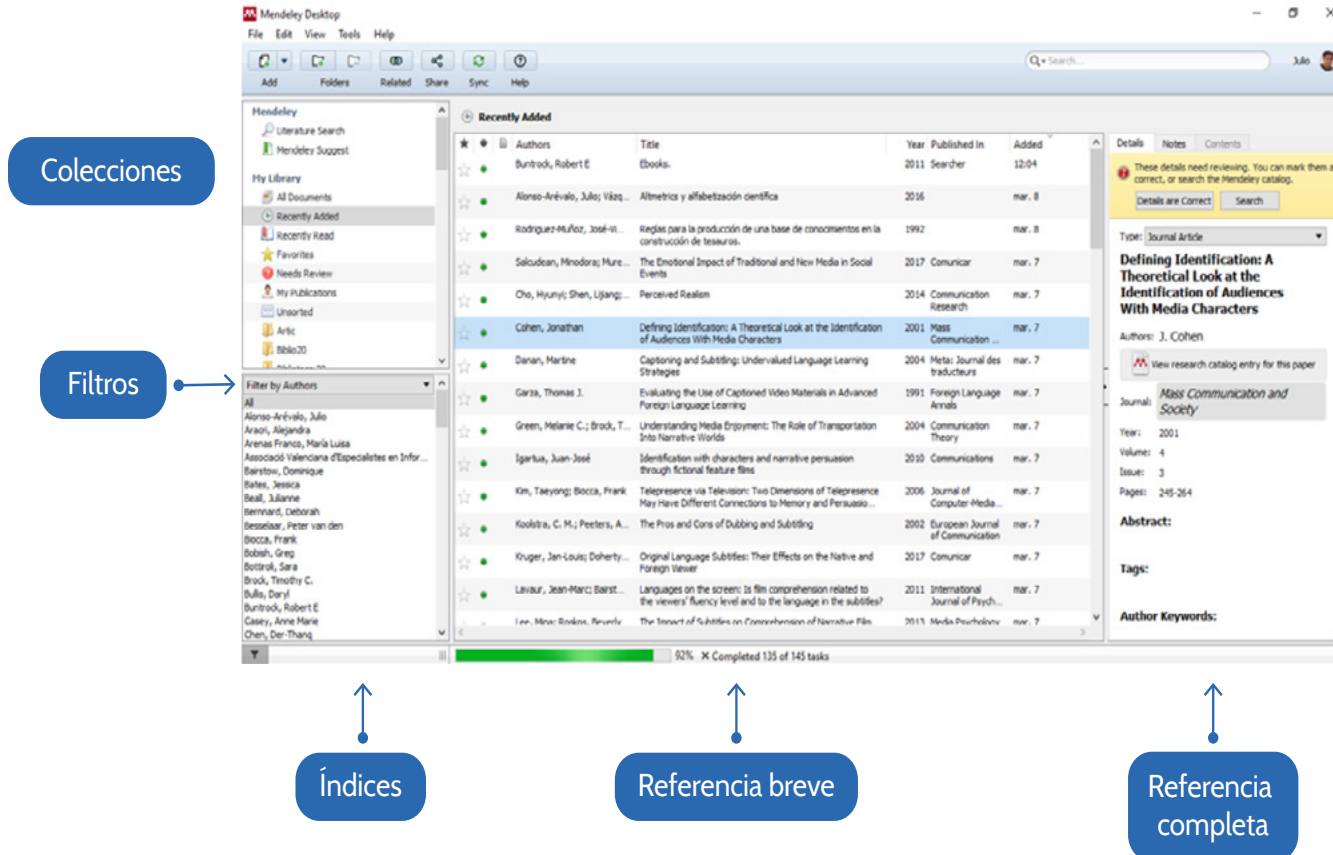 Mendeley Desktop
File Edit View Tools Help
Search...
Julio
Add Folders Related Share Sync Help
Colecciones
Filtros
Mendeley
Literature Search
Mendeley Suggest
My Library
All Documents
Recently Added
Recently Read
Favorites
Needs Review
My Publications
Unsorted
Artic
Biblio20
Filter by Authors
All
Alonso-Arévalo, Julio
Araori, Alejandra
Arenas Franco, María Luisa
Associació Valenciana d'Especialistes en Infor...
Bairstow, Dominique
Bates, Jessica
Beall, Julianne
Bernnard, Deborah
Besselaar, Peter van den
Biocca, Frank
Bobish, Greg
Bottroli, Sara
Brock, Timothy C.
Bulis, Daryl
Buntrock, Robert E
Casey, Anne Marie
Chen, Der-Thang
Recently Added
Authors Title Year Published In Added
Buntrock, Robert E Ebooks. 2011 Searcher 12:04
Alonso-Arévalo, Julio; Vázq... Altmetrics y alfabetización científica 2016 mar. 8
Rodriguez-Muñoz, José-Vi... Reglas para la producción de una base de conocimientos en la 1992 mar. 8
construcción de tesauros.
Salcudean, Minodora; Mure... The Emotional Impact of Traditional and New Media in Social 2017 Comunicar mar. 7
Events
Cho, Hyunyi; Shen, Lijiang;... Perceived Realism 2014 Communication mar. 7
Research
Cohen, Jonathan Defining Identification: A Theoretical Look at the Identification 2001 Mass mar. 7
of Audiences With Media Characters Communication ...
Danan, Martine Captioning and Subtitling: Undervalued Language Learning 2004 Meta: Journal des mar. 7
Strategies traducteurs
Garza, Thomas J. Evaluating the Use of Captioned Video Materials in Advanced 1991 Foreign Language mar. 7
Foreign Language Learning Annals
Green, Melanie C.; Brock, T... Understanding Media Enjoyment: The Role of Transportation 2004 Communication mar. 7
Into Narrative Worlds Theory
Igartua, Juan-José Identification with characters and narrative persuasion 2010 Communications mar. 7
through fictional feature films
Kim, Taeyong; Biocca, Frank Telepresence via Television: Two Dimensions of Telepresence 2006 Journal of mar. 7
May Have Different Connections to Memory and Persuasio... Computer-Media...
Koolstra, C. M.; Peeters, A... The Pros and Cons of Dubbing and Subtitling 2002 European Journal mar. 7
of Communication
Kruger, Jan-Louis; Doherty... Original Language Subtitles: Their Effects on the Native and 2017 Comunicar mar. 7
Foreign Viewer
Lavaur, Jean-Marc; Bairst... Languages on the screen: Is film comprehension related to 2011 International mar. 7
the viewers' fluency level and to the language in the subtitles? Journal of Psych...
Lee, Mina; Roskos, Beverly The Impact of Subtitles on Comprehension of Narrative Film 2013 Media Psychology mar. 7
92% Completed 135 of 145 tasks
Details Notes Contents
These details need reviewing. You can mark them a
correct, or search the Mendeley catalog.
Details are Correct Search
Type: Journal Article
Defining Identification: A
Theoretical Look at the
Identification of Audiences
With Media Characters
Authors: J. Cohen
View research catalog entry for this paper
Journal: Mass Communication and
Society
Year: 2001
Volume: 4
Issue: 3
Pages: 245-264
Abstract:
Tags:
Author Keywords:
Índices
Referencia breve
Referencia
completa